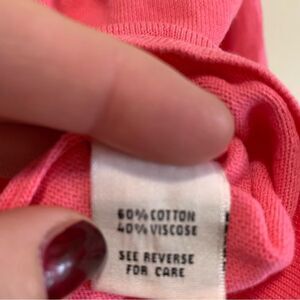 60% COTTON
40% VISCOSE
SEE REVERSE
FOR CARE